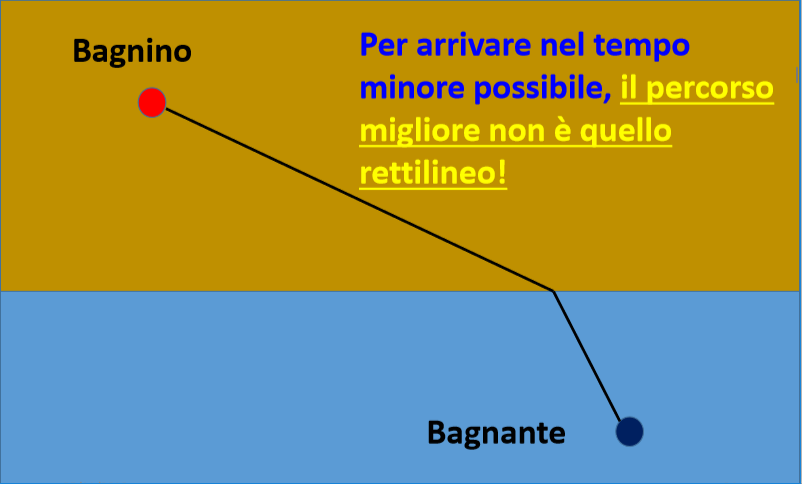 Bagnino
Per arrivare nel tempo
minore possibile, il percorso
migliore non è quello
rettilineo!
Bagnante